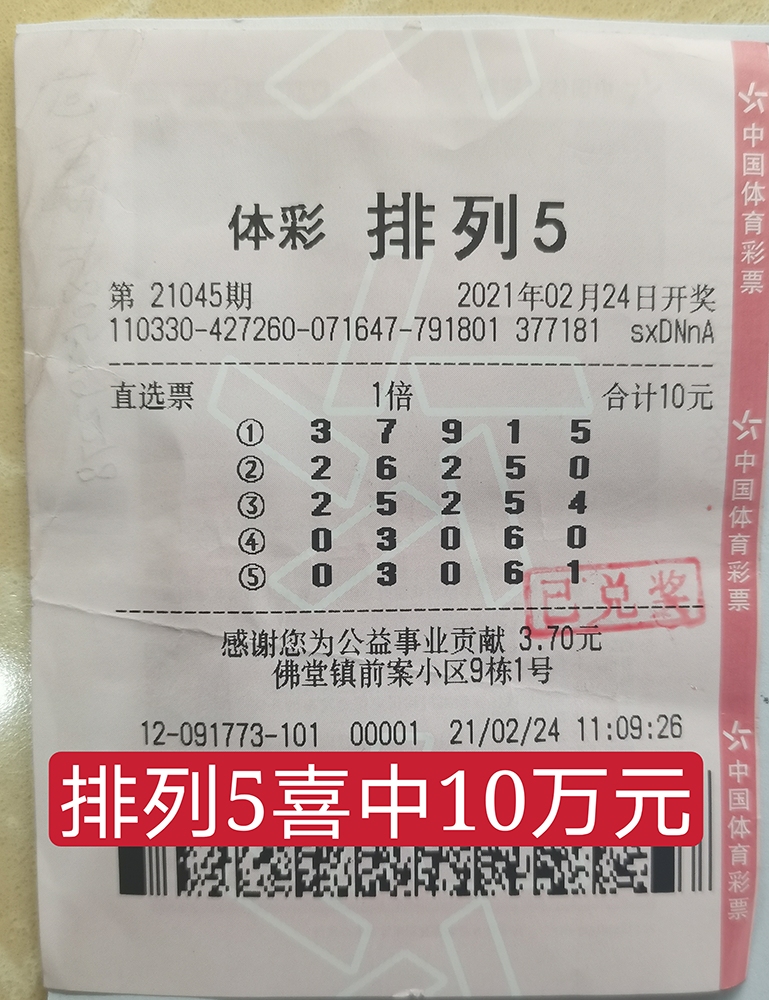 体彩 排列5
第 21045期 2021年02月24日开奖
110330-427260-071647-791801 377181 sxDNnA
直选票 1倍 合计10元
① 3 7 9 1 5
② 2 6 2 5 0
③ 2 5 2 5 4
④ 0 3 0 6 0
⑤ 0 3 0 6 1
已兑奖
感谢您为公益事业贡献 3.70元
佛堂镇前案小区9栋1号
12-091773-101 00001 21/02/24 11:09:26
排列5喜中10万元
中国体育彩票
中国体育彩票
中国体育彩票